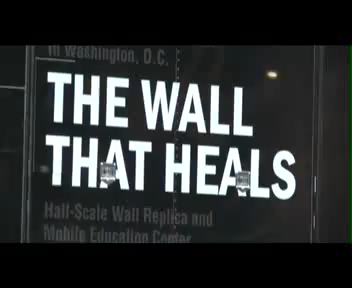 in Washington, D.C.
THE WALL
THAT HEALS
Half-Scale Wall Replica and
Mobile Education Center